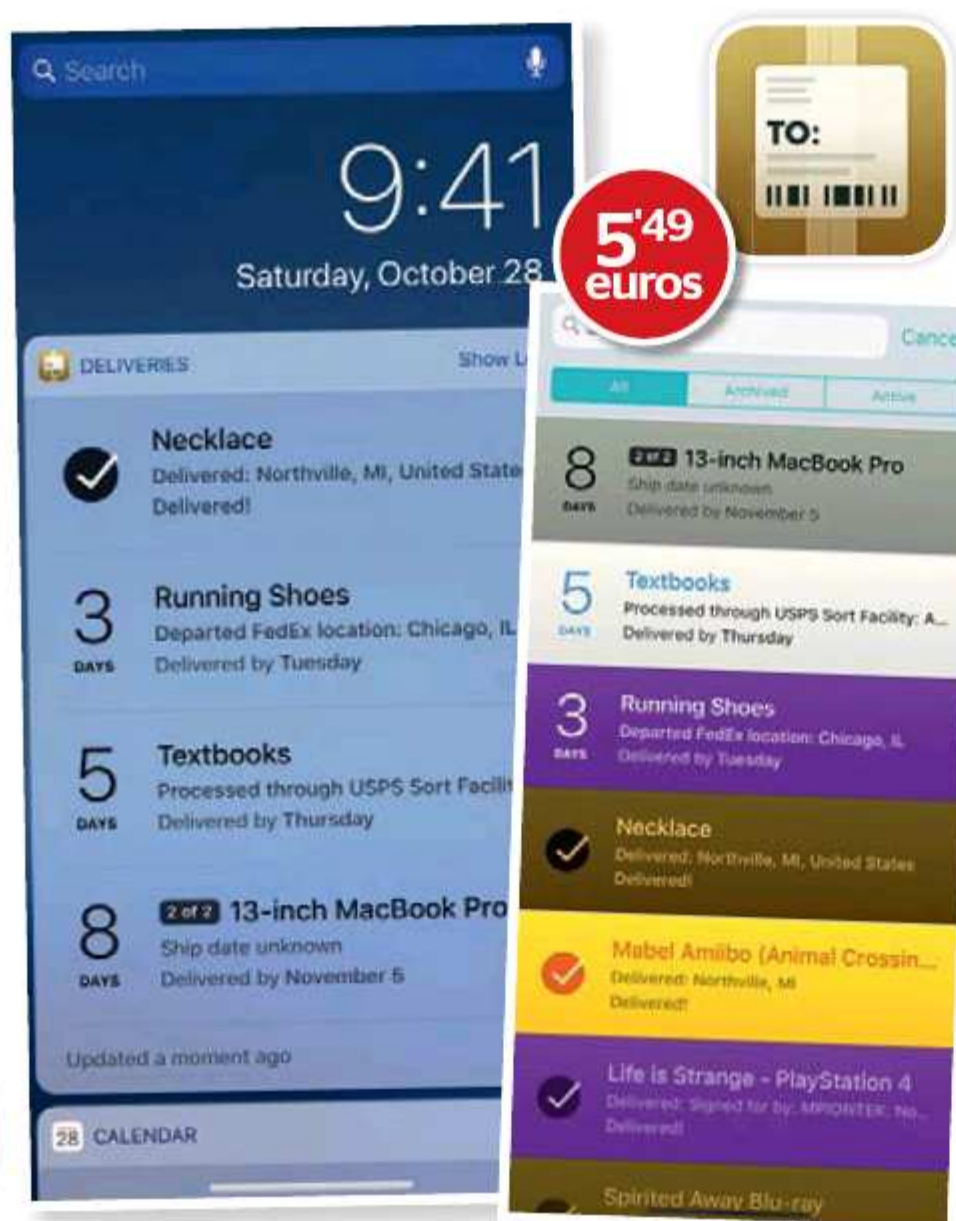 Search
9:41
Saturday, October 28
DELIVERIES
Show
Necklace
Delivered: Northville, MI, United State
Delivered!
3
DAYS
Running Shoes
Departed FedEx location: Chicago, IL
Delivered by Tuesday
5
DAYS
Textbooks
Processed through USPS Sort Facilit
Delivered by Thursday
8
DAYS
2 of 2 13-inch MacBook Pro
Ship date unknown
Delivered by November 5
Updated a moment ago
28 CALENDAR
TO:
5'49
euros
Cance
All Archived Active
8
DAYS
2 of 2 13-inch MacBook Pro
Ship date unknown
Delivered by November 5
5
DAYS
Textbooks
Processed through USPS Sort Facility: A...
Delivered by Thursday
3
DAYS
Running Shoes
Departed FedEx location: Chicago, IL
Delivered by Tuesday
Necklace
Delivered: Northville, MI, United States
Delivered!
Mabel Amiibo (Animal Crossin...
Delivered: Northville, MI
Delivered!
Life is Strange - PlayStation 4
Delivered: Signed for by: No...
Delivered!
Spirited Away Blu-ray